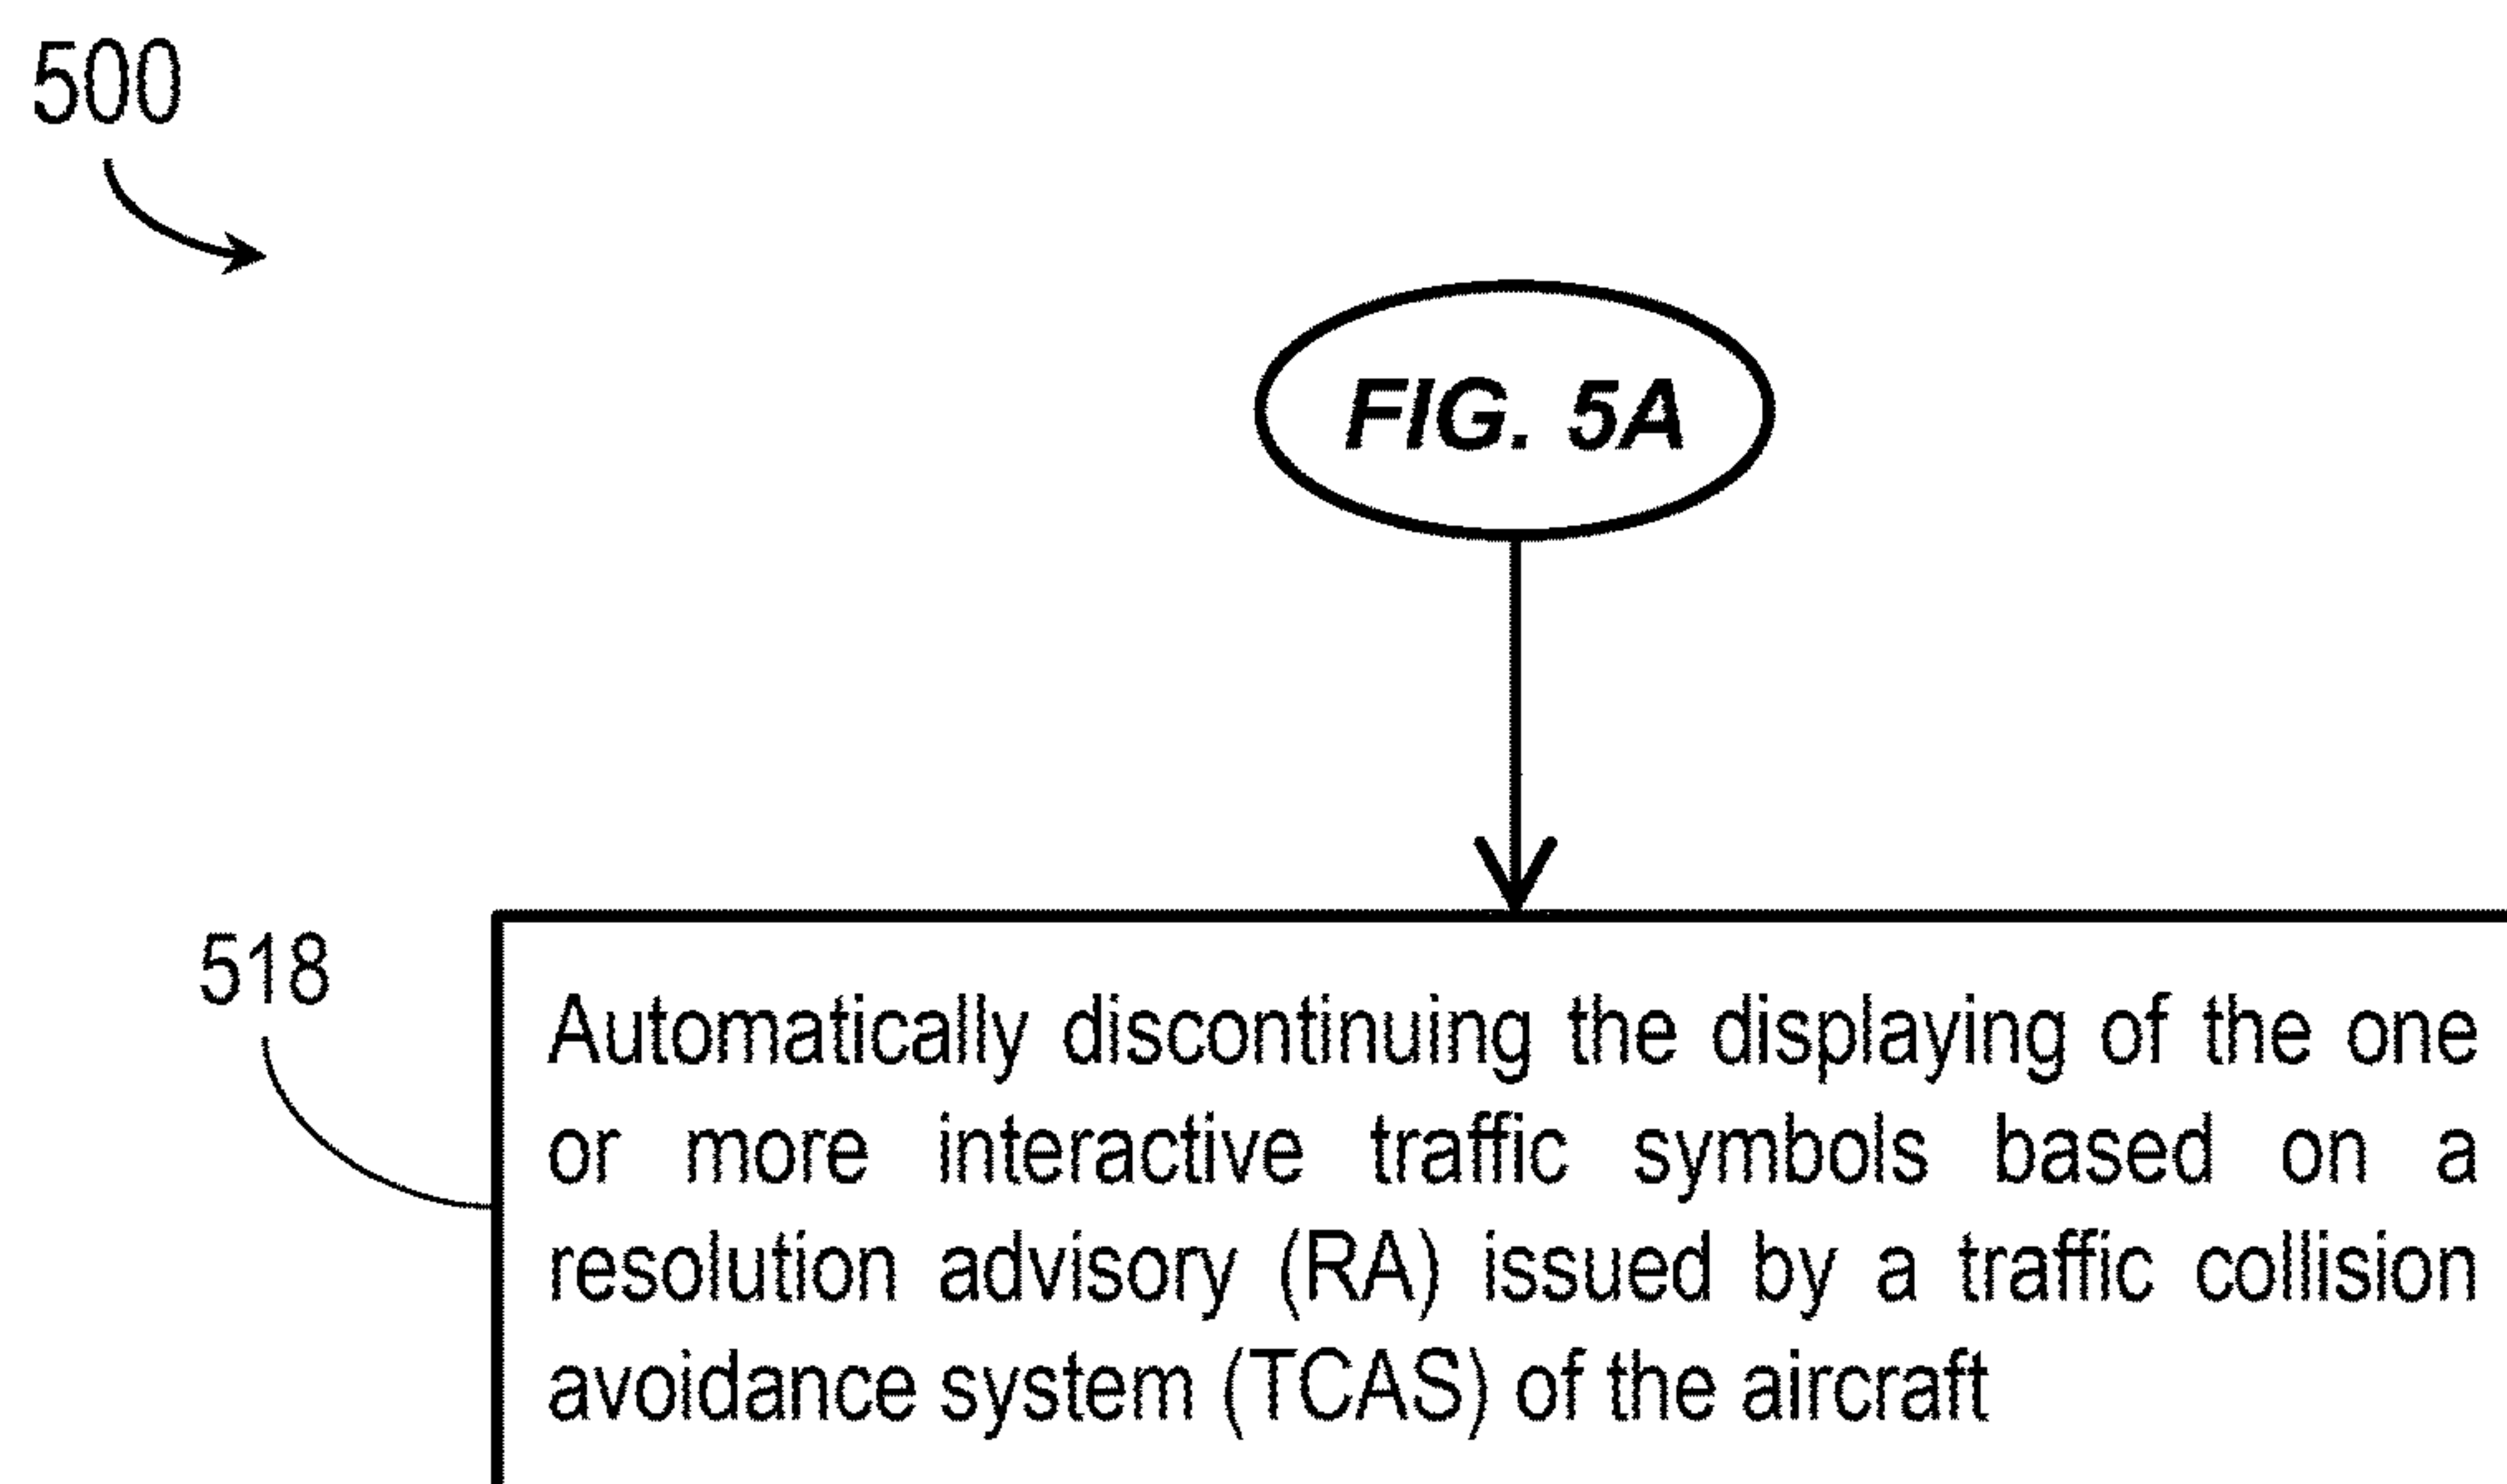 500
FIG. 5A
518
Automatically discontinuing the displaying of the one
or more interactive traffic symbols based on a
resolution advisory (RA) issued by a traffic collision
avoidance system (TCAS) of the aircraft